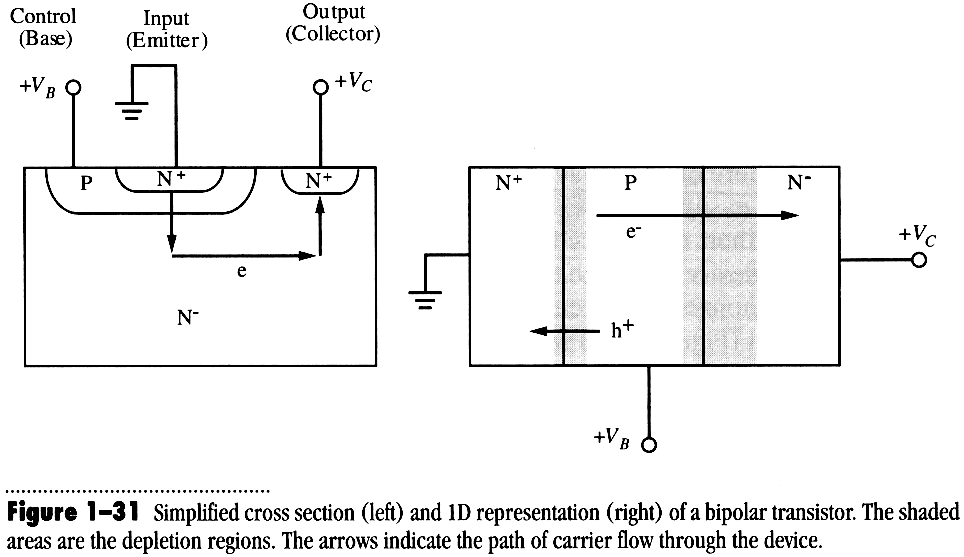 Control
(Base)
Input
(Emitter)
Output
(Collector)
+V_B
+V_C
P
N+
N+
e
N-
N+
P
N-
e-
h+
+V_C
+V_B
Figure 1–31 Simplified cross section (left) and 1D representation (right) of a bipolar transistor. The shaded
areas are the depletion regions. The arrows indicate the path of carrier flow through the device.